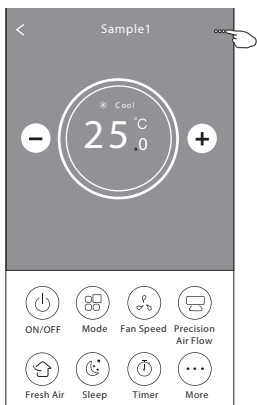 Sample1
Cool
25.0°C
ON/OFF Mode Fan Speed Precision Air Flow
Fresh Air Sleep Timer More